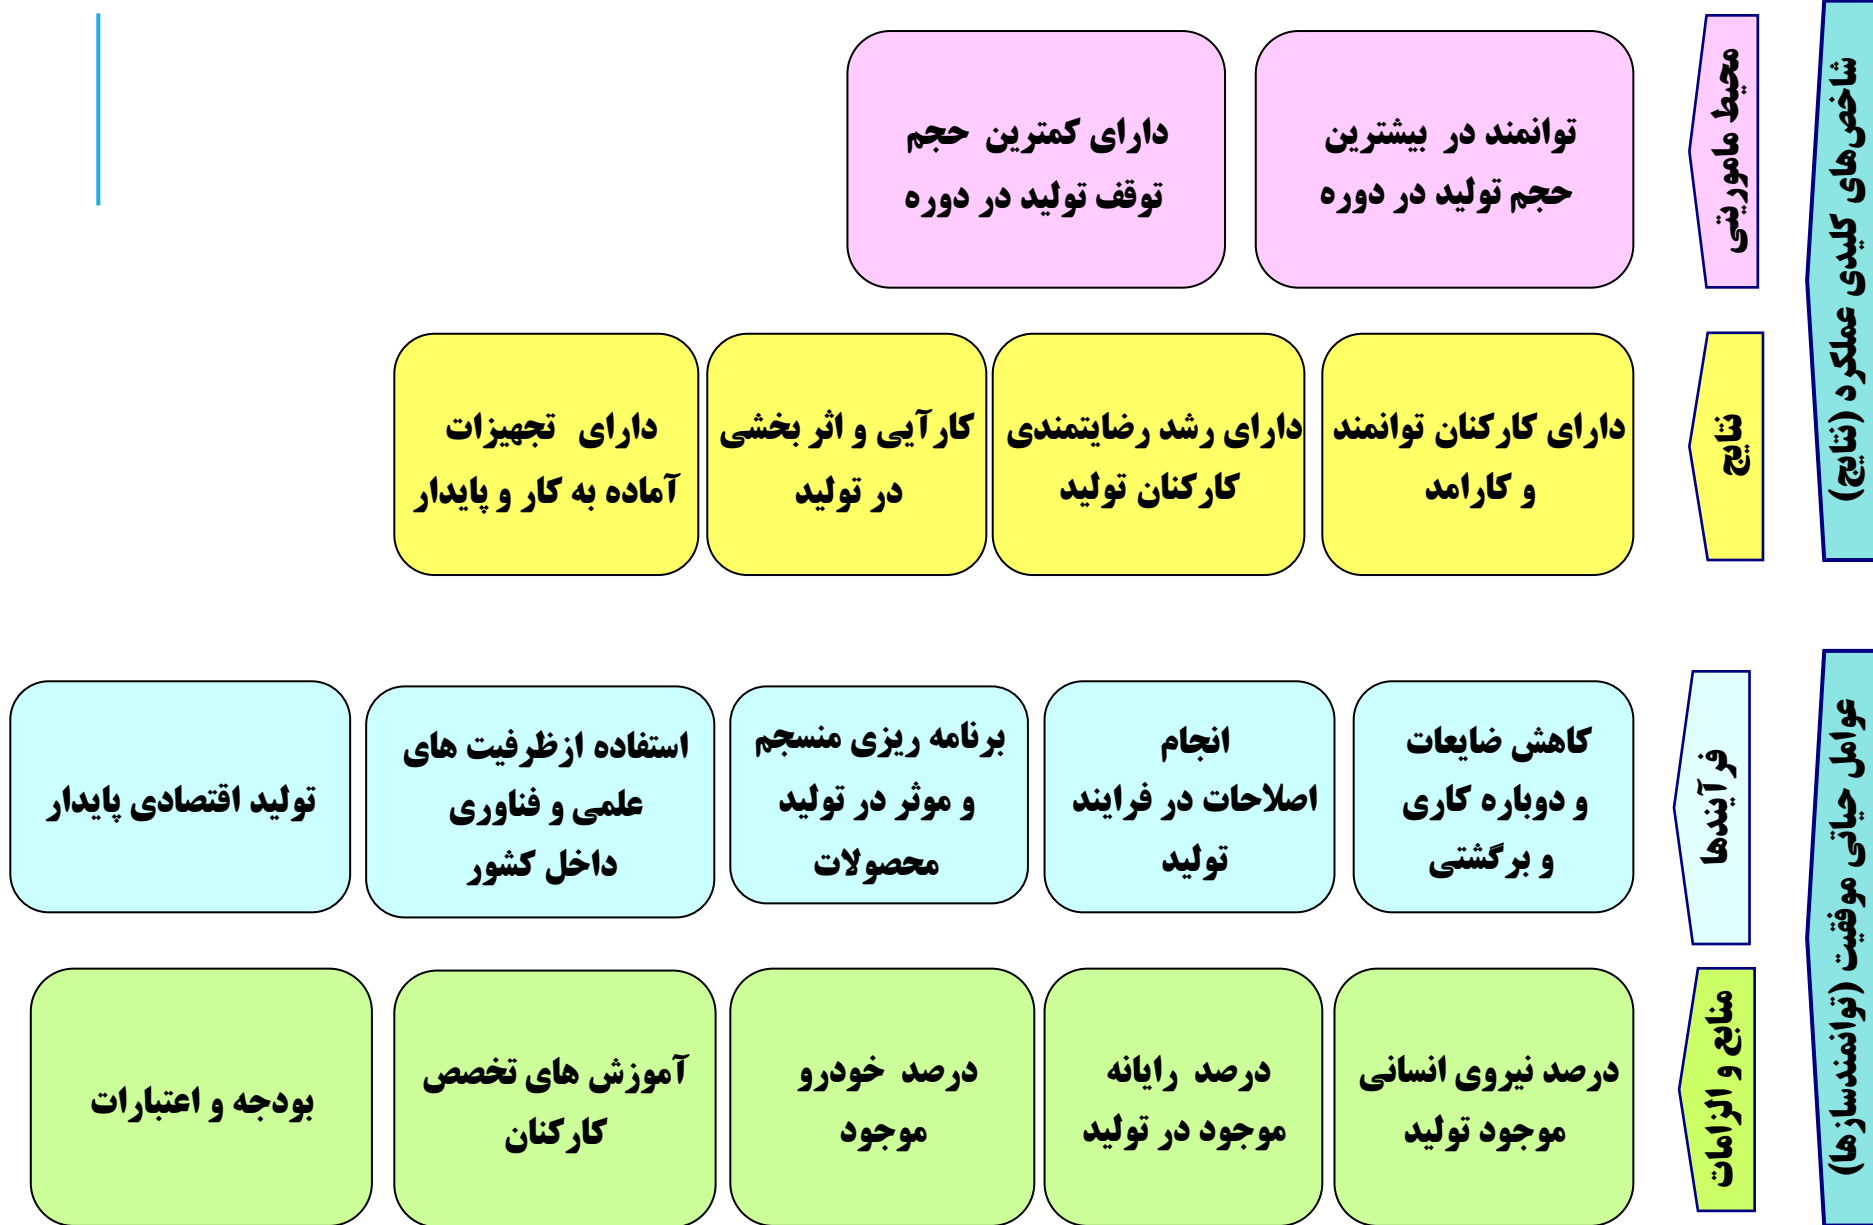 شاخص‌های کلیدی عملکرد (نتایج)
محیط ماموریتی
توانمند در بیشترین
حجم تولید در دوره
دارای کمترین حجم
توقف تولید در دوره
نتایج
دارای کارکنان توانمند
و کارامد
دارای رشد رضایتمندی
کارکنان تولید
کارآیی و اثر بخشی
در تولید
دارای تجهیزات
آماده به کار و پایدار
عوامل حیاتی موفقیت (توانمندسازها)
فرآیندها
کاهش ضایعات
و دوباره کاری
و برگشتی
انجام
اصلاحات در فرایند
تولید
برنامه ریزی منسجم
و موثر در تولید
محصولات
استفاده ازظرفیت های
علمی و فناوری
داخل کشور
تولید اقتصادی پایدار
منابع و الزامات
درصد نیروی انسانی
موجود تولید
درصد رایانه
موجود در تولید
درصد خودرو
موجود
آموزش های تخصص
کارکنان
بودجه و اعتبارات